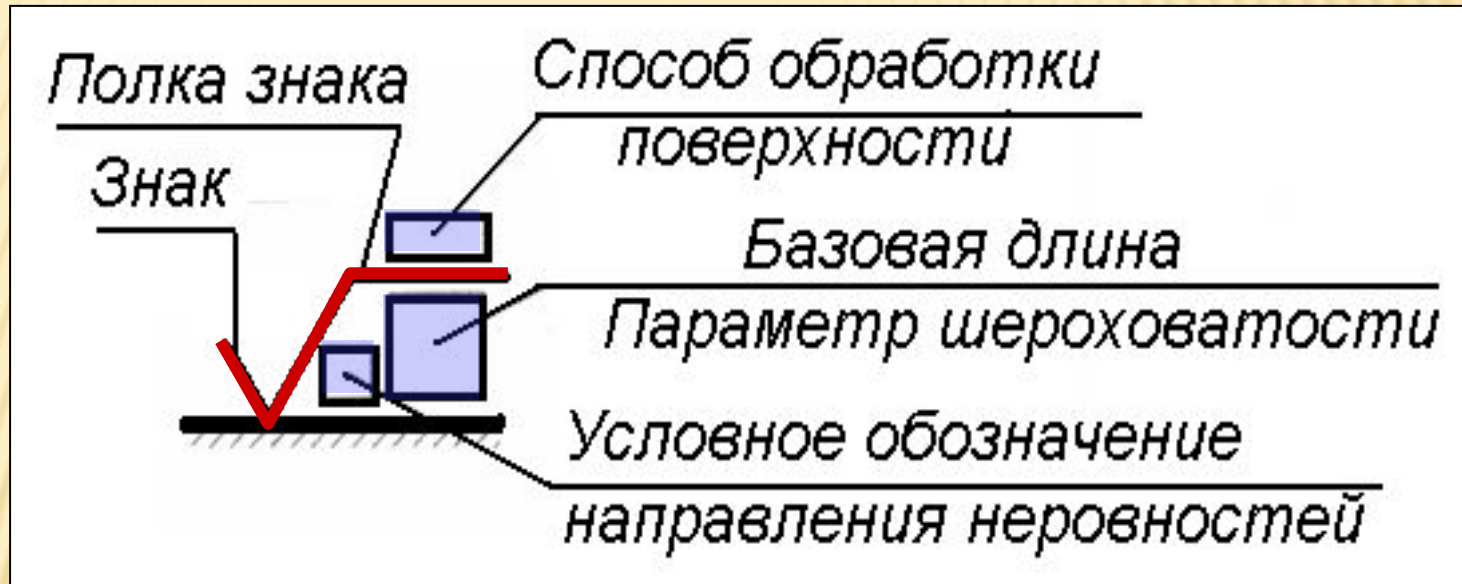 Полка знака
Способ обработки
поверхности
Знак
Базовая длина
Параметр шероховатости
Условное обозначение
направления неровностей